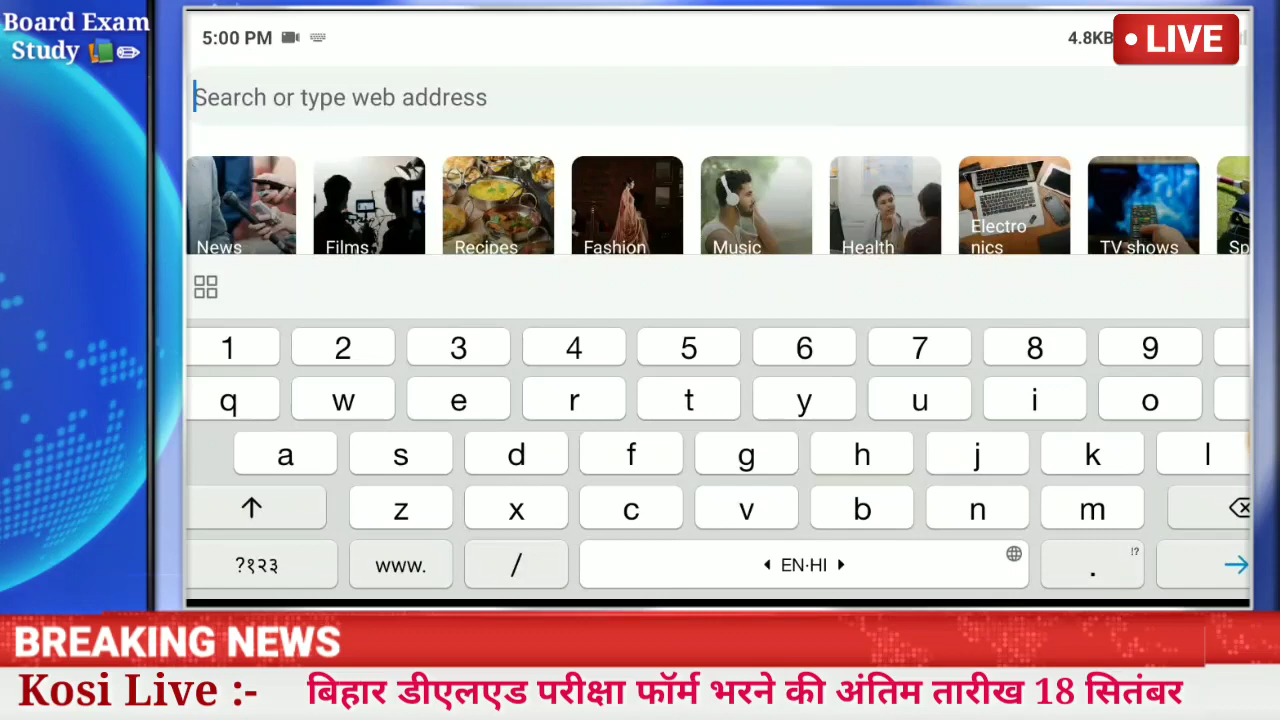 Board Exam
Study
5:00 PM
4.8KB
LIVE
Search or type web address
News
Films
Recipes
Fashion
Music
Health
Electro
nics
TV shows
Sp
1 2 3 4 5 6 7 8 9
q w e r t y u i o
a s d f g h j k l
z x c v b n m
?१२३ www. / EN·HI !? .
BREAKING NEWS
Kosi Live :- बिहार डीएलएड परीक्षा फॉर्म भरने की अंतिम तारीख 18 सितंबर